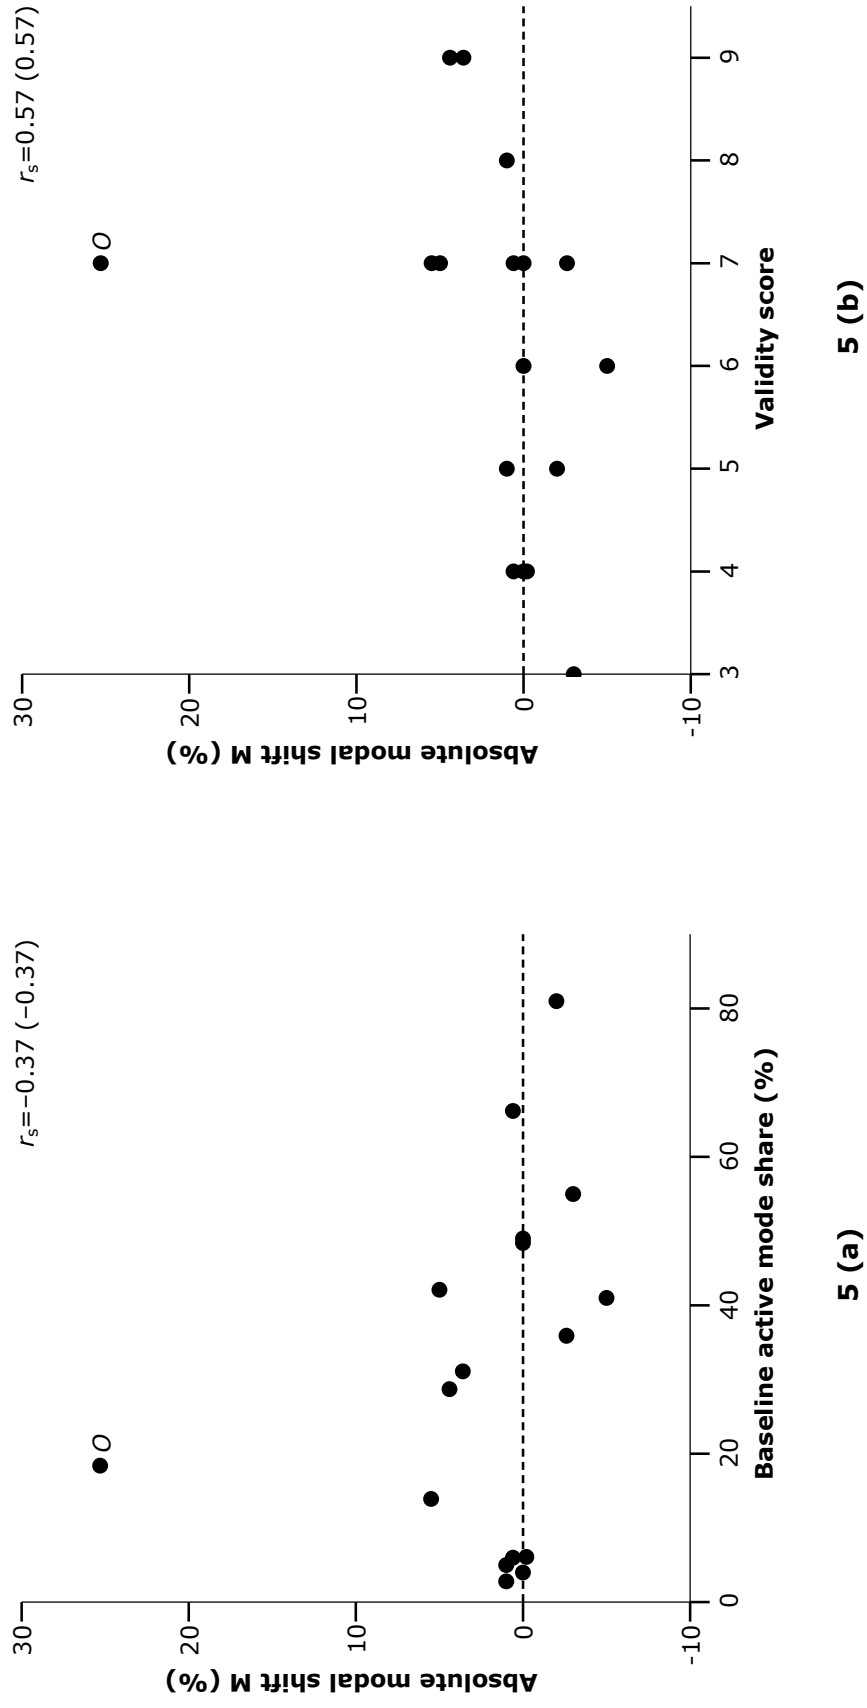 rs=−0.37 (−0.37)
30
20
10
0
-10
Absolute modal shift M (%)
O
0
20
40
60
80
Baseline active mode share (%)
5 (a)
rs=0.57 (0.57)
30
20
10
0
-10
Absolute modal shift M (%)
O
3
4
5
6
7
8
9
Validity score
5 (b)